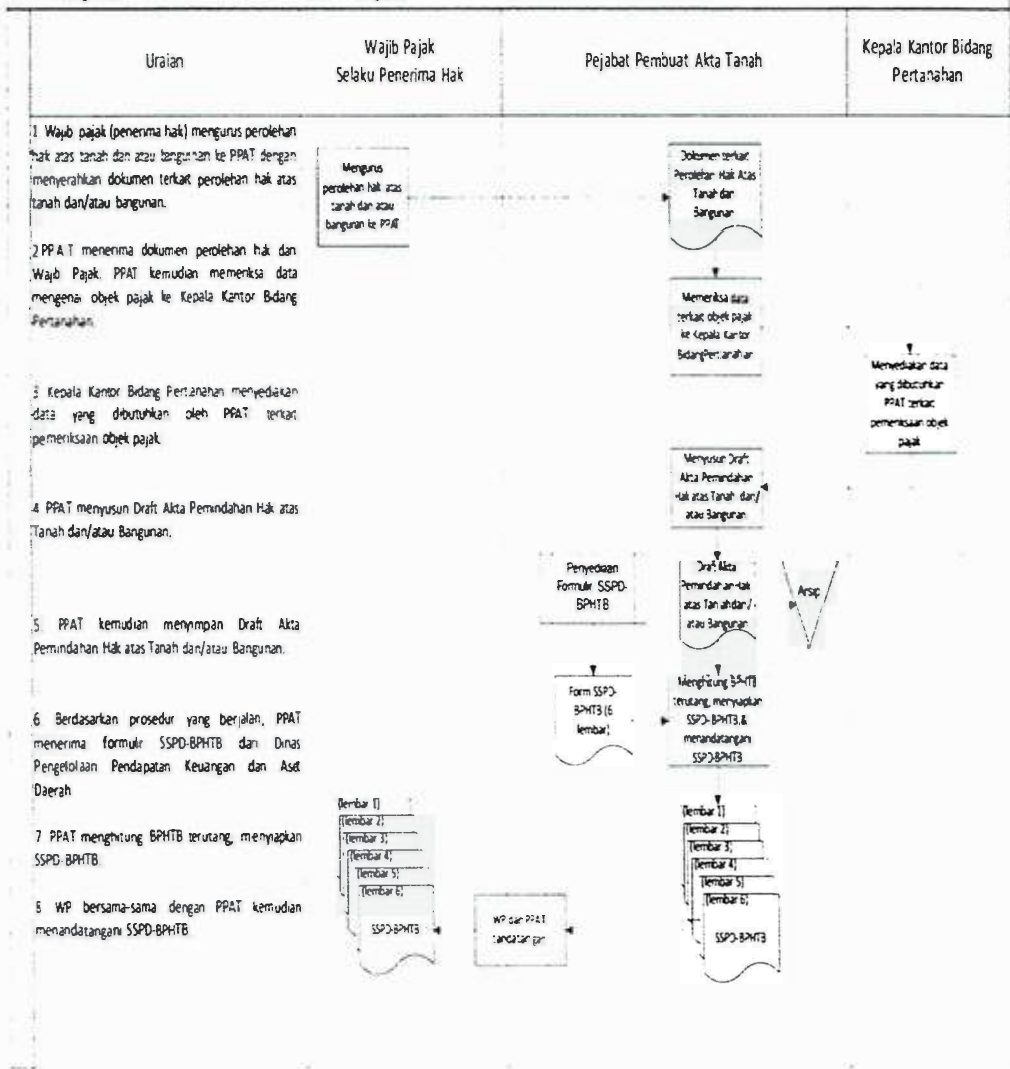 Uraian
Wajib Pajak
Selaku Penerima Hak
Pejabat Pembuat Akta Tanah
Kepala Kantor Bidang
Pertanahan
1 Wajib pajak (penerima hak) mengurus perolehan
hak atas tanah dan atau bangunan ke PPAT dengan
menyerahkan dokumen terkait perolehan hak atas
tanah dan/atau bangunan.
2 PPAT menerima dokumen perolehan hak dan
Wajib Pajak. PPAT kemudian memeriksa data
mengenai objek pajak ke Kepala Kantor Bidang
Pertanahan.
3 Kepala Kantor Bidang Pertanahan menyediakan
data yang dibutuhkan oleh PPAT terkait
pemeriksaan objek pajak.
4 PPAT menyusun Draft Akta Pemindahan Hak atas
Tanah dan/atau Bangunan.
5. PPAT kemudian menyimpan Draft Akta
Pemindahan Hak atas Tanah dan/atau Bangunan.
6. Berdasarkan prosedur yang berjalan, PPAT
menerima formulir SSPD-BPHTB dari Dinas
Pengelolaan Pendapatan Keuangan dan Aset
Daerah
7 PPAT menghitung BPHTB terutang, menyiapkan
SSPD-BPHTB.
8 WP bersama-sama dengan PPAT kemudian
menandatangani SSPD-BPHTB
Mengurus
perolehan hak atas
tanah dan atau
bangunan ke PPAT
Dokumen terkait
Perolehan Hak Atas
Tanah dan
Bangunan
Memeriksa data
terkait objek pajak
ke Kepala Kantor
BidangPertanahan
Menyediakan data
yang dibutuhkan
PPAT terkait
pemeriksaan objek
pajak
Menyusun Draft
Akta Pemindahan
Hak atas Tanah dan/
atau Bangunan
Penyediaan
Formulir SSPD-
BPHTB
Draft Akta
Pemindahan Hak
atas Tanahdan/
atau Bangunan
Arsip
Form SSPD-
BPHTB (6
lembar)
Menghitung BPHTB
terutang, menyiapkan
SSPD-BPHTB,&
menandatangani
SSPD-BPHTB
(lembar 1)
(lembar 2)
(lembar 3)
(lembar 4)
(lembar 5)
(lembar 6)
SSPD-BPHTB
WP dan PPAT
tandatangan
(lembar 1)
(lembar 2)
(lembar 3)
(lembar 4)
(lembar 5)
(lembar 6)
SSPD-BPHTB